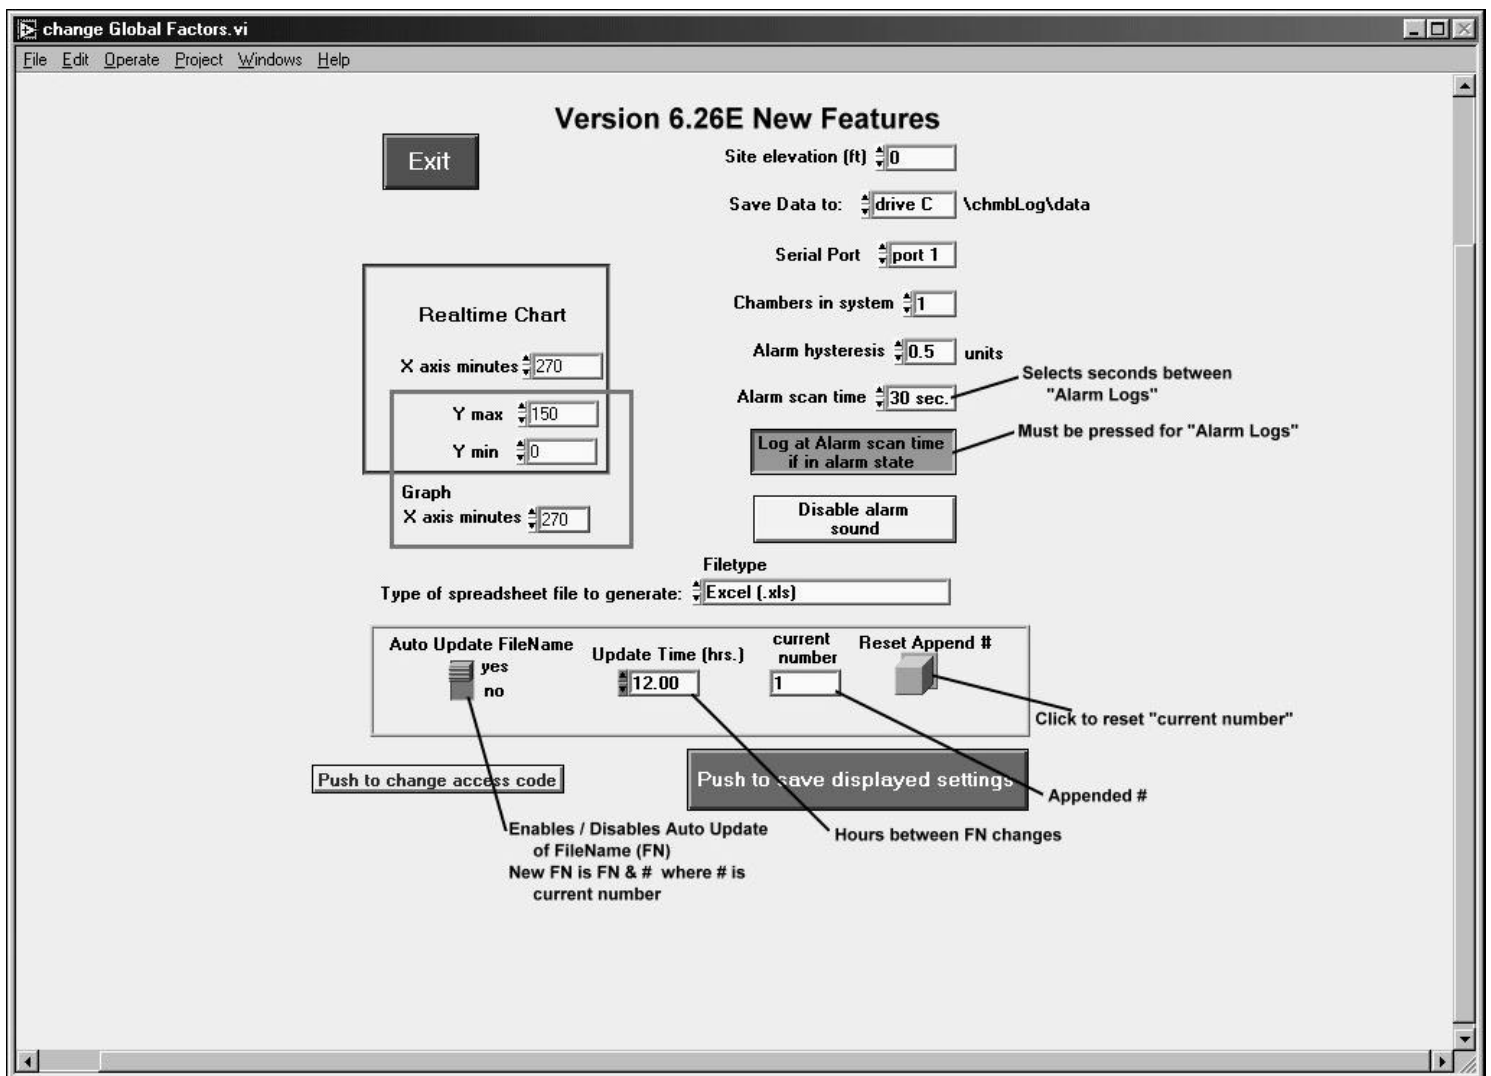 change Global Factors.vi
File Edit Operate Project Windows Help
Version 6.26E New Features
Exit
Site elevation (ft) 0
Save Data to: drive C \chmbLog\data
Serial Port port 1
Realtime Chart
Chambers in system 1
X axis minutes 270
Alarm hysteresis 0.5 units
Selects seconds between
"Alarm Logs"
Alarm scan time 30 sec.
Y max 150
Must be pressed for "Alarm Logs"
Log at Alarm scan time
if in alarm state
Y min 0
Graph
X axis minutes 270
Disable alarm
sound
Filetype
Type of spreadsheet file to generate: Excel (.xls)
Auto Update FileName
yes
no
Update Time (hrs.)
12.00
current
number
1
Reset Append #
Click to reset "current number"
Push to change access code
Push to save displayed settings
Appended #
Enables / Disables Auto Update
of FileName (FN)
New FN is FN & # where # is
current number
Hours between FN changes